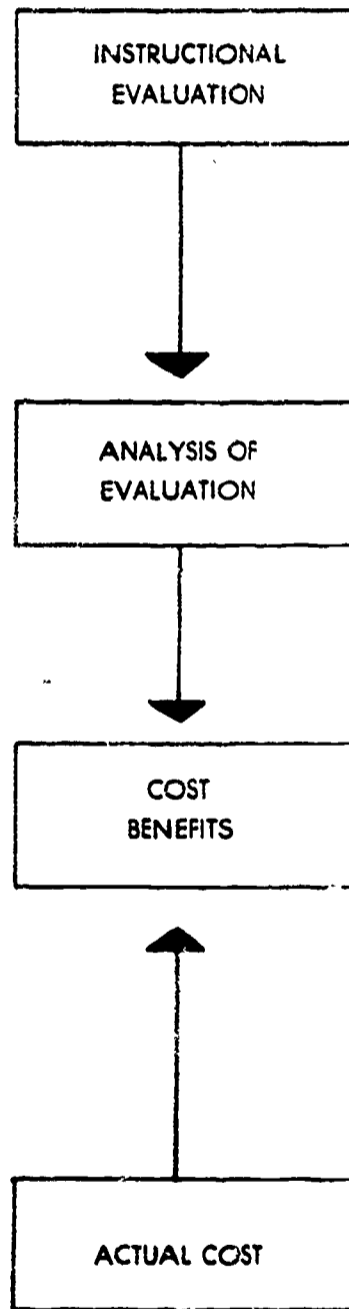 INSTRUCTIONAL
EVALUATION
ANALYSIS OF
EVALUATION
COST
BENEFITS
ACTUAL COST